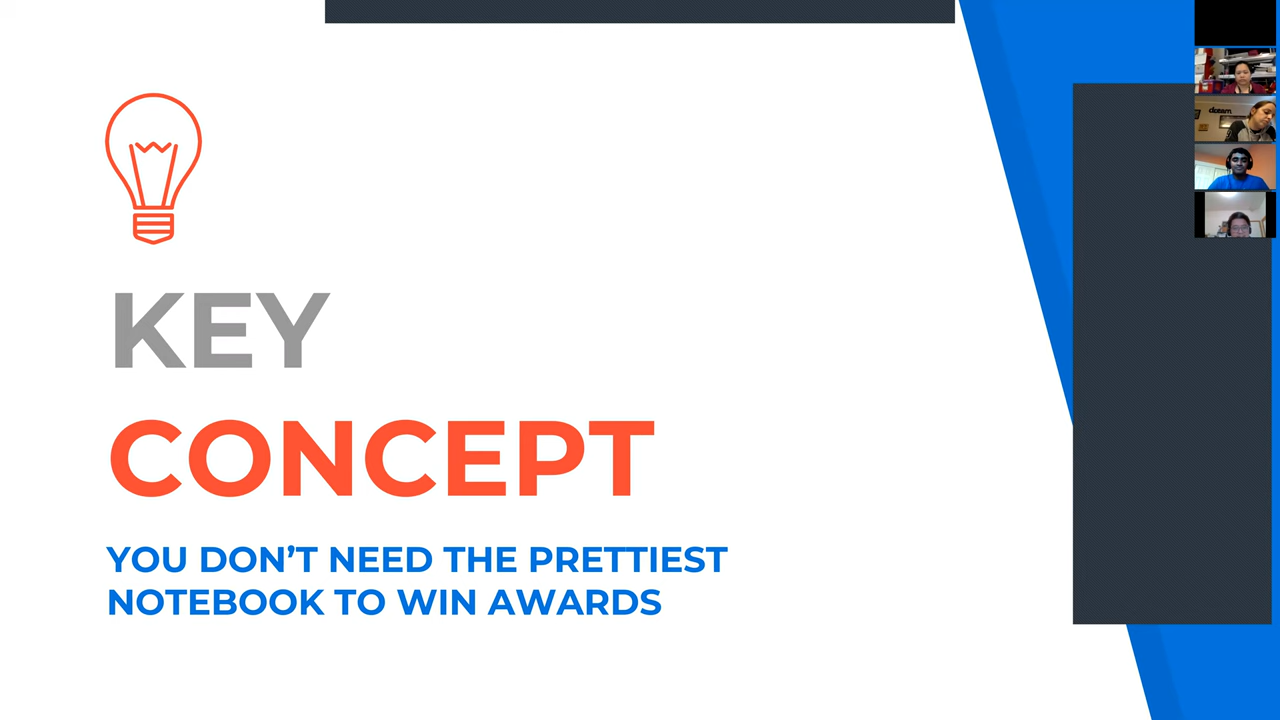 KEY
CONCEPT
YOU DON’T NEED THE PRETTIEST
NOTEBOOK TO WIN AWARDS